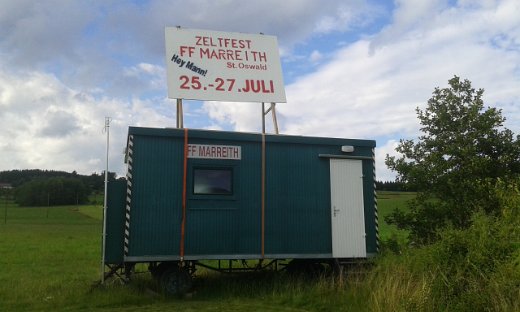 ZELTFEST
FF MARREITH
St. Oswald
Hey Mann!
25.-27. JULI
FF MARREITH